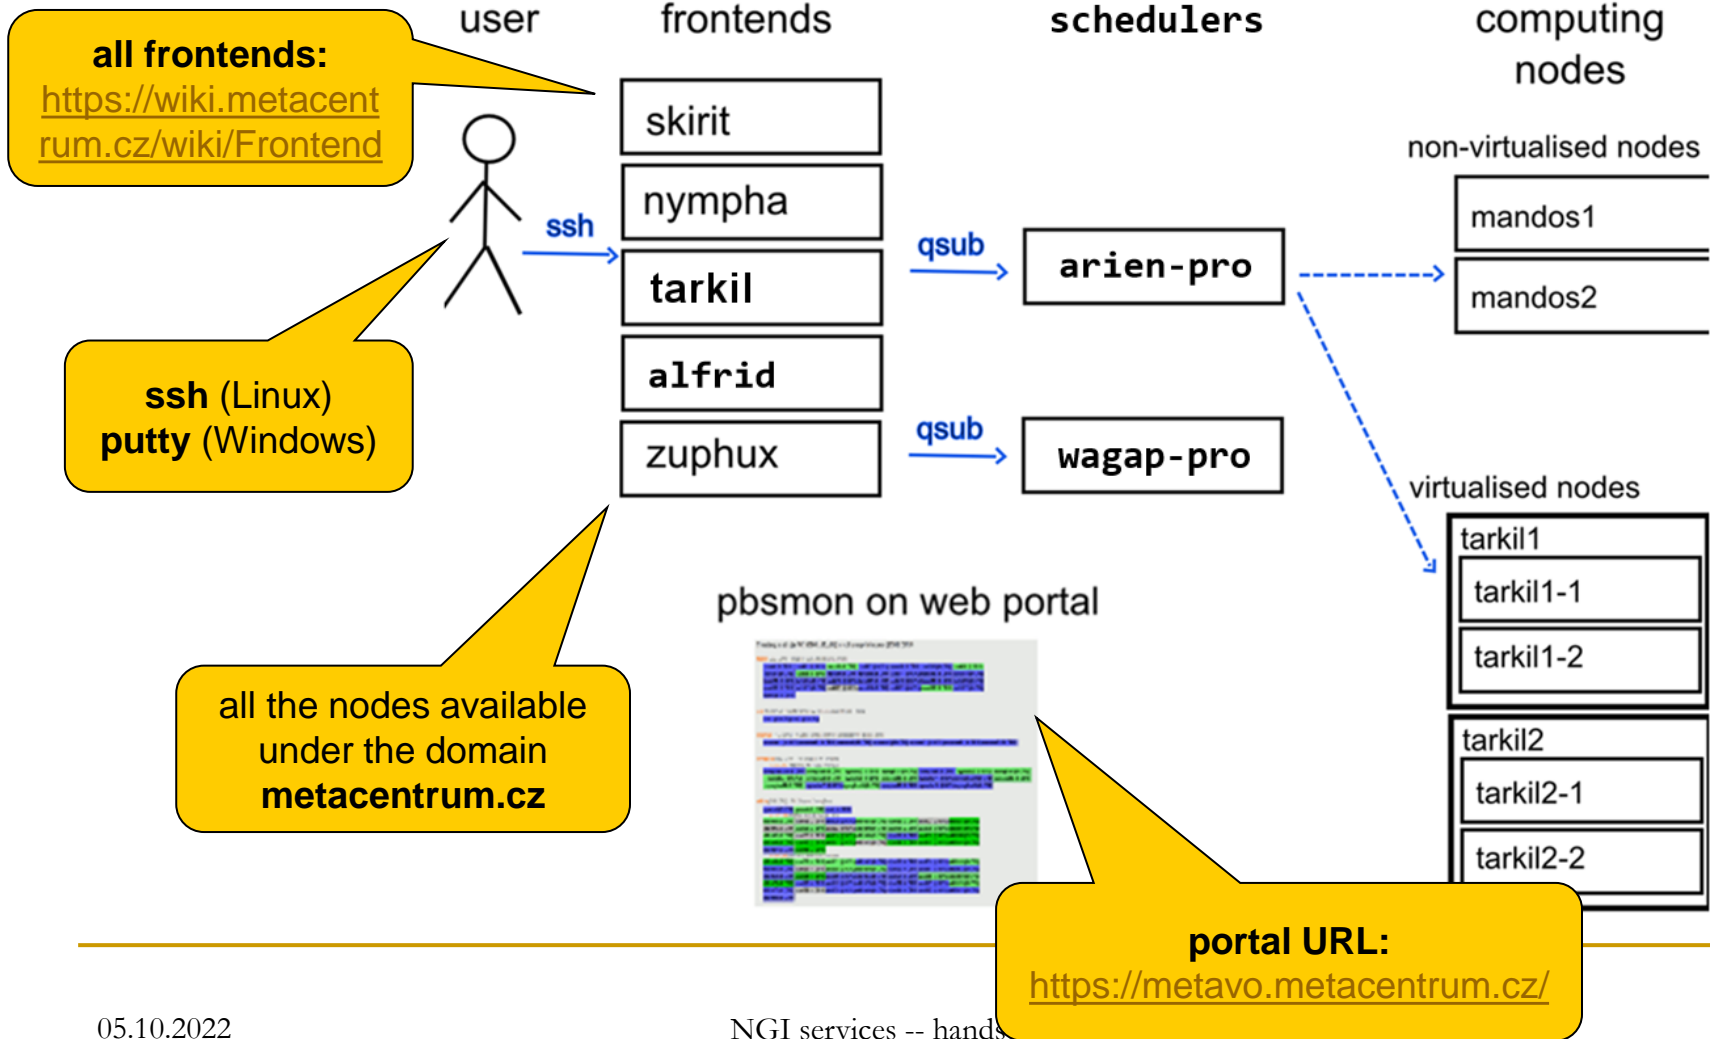 user
frontends
schedulers
computing
nodes
all frontends:
https://wiki.metacent
rum.cz/wiki/Frontend
skirit
nympha
tarkil
alfrid
zuphux
ssh
qsub
arien-pro
qsub
wagap-pro
non-virtualised nodes
mandos1
mandos2
ssh (Linux)
putty (Windows)
virtualised nodes
tarkil1
tarkil1-1
tarkil1-2
tarkil2
tarkil2-1
tarkil2-2
pbsmon on web portal
all the nodes available
under the domain
metacentrum.cz
portal URL:
https://metavo.metacentrum.cz/
05.10.2022
NGI services -- hands